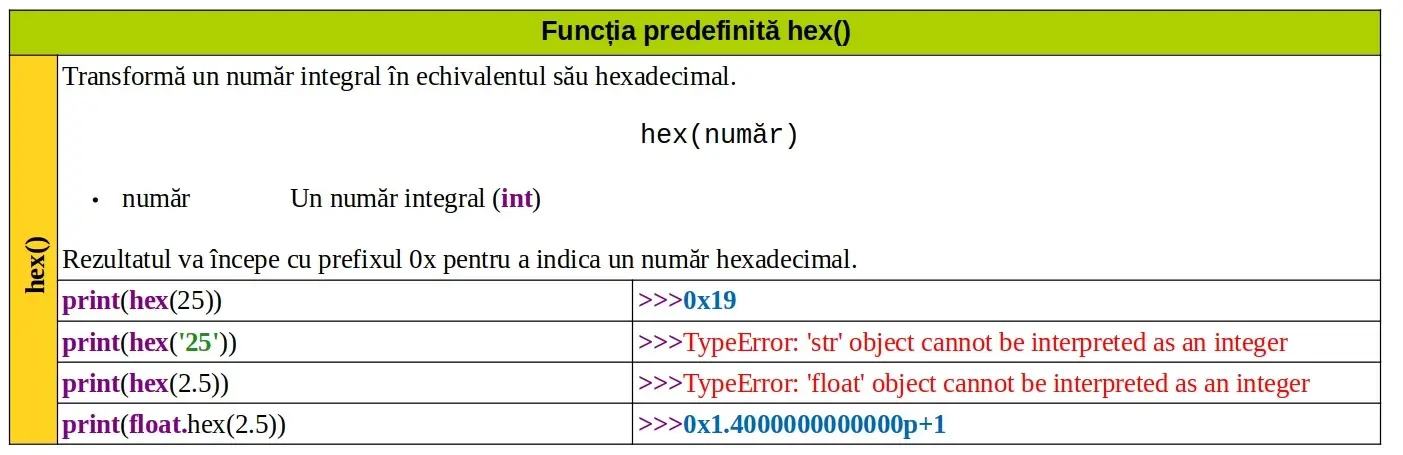 Funcția predefinită hex()
hex()
Transformă un număr integral în echivalentul său hexadecimal.
hex(număr)
• număr Un număr integral (int)
Rezultatul va începe cu prefixul 0x pentru a indica un număr hexadecimal.
print(hex(25)) >>>0x19
print(hex('25')) >>>TypeError: 'str' object cannot be interpreted as an integer
print(hex(2.5)) >>>TypeError: 'float' object cannot be interpreted as an integer
print(float.hex(2.5)) >>>0x1.4000000000000p+1